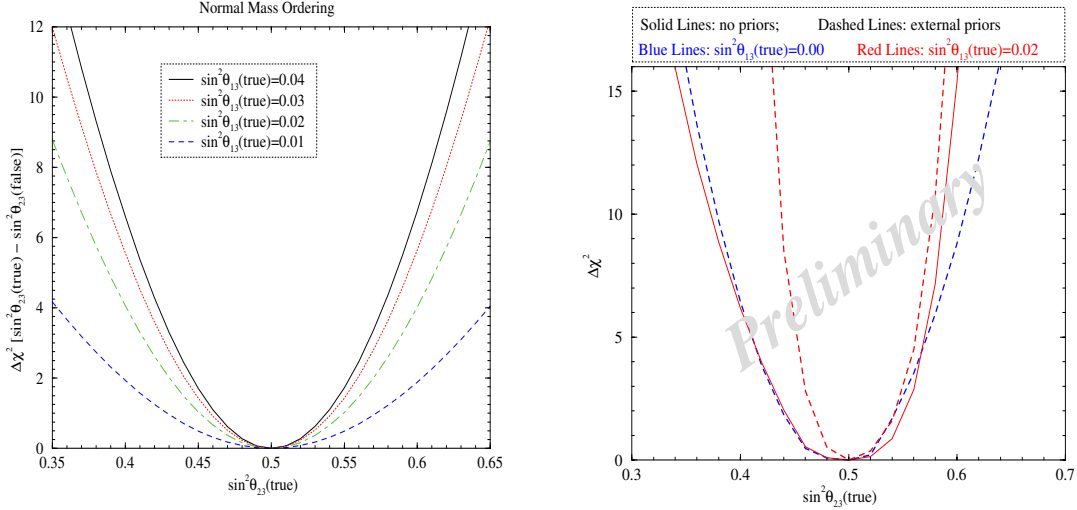 Normal Mass Ordering
12
10
8
6
4
2
0
Δχ² [sin²θ₂₃(true) − sin²θ₂₃(false)]
sin²θ₁₃(true)=0.04
sin²θ₁₃(true)=0.03
sin²θ₁₃(true)=0.02
sin²θ₁₃(true)=0.01
0.35 0.4 0.45 0.5 0.55 0.6 0.65
sin²θ₂₃(true)
Solid Lines: no priors; Dashed Lines: external priors
Blue Lines: sin²θ₁₃(true)=0.00 Red Lines: sin²θ₁₃(true)=0.02
15
10
5
0
Δχ²
Preliminary
0.3 0.4 0.5 0.6 0.7
sin²θ₂₃(true)